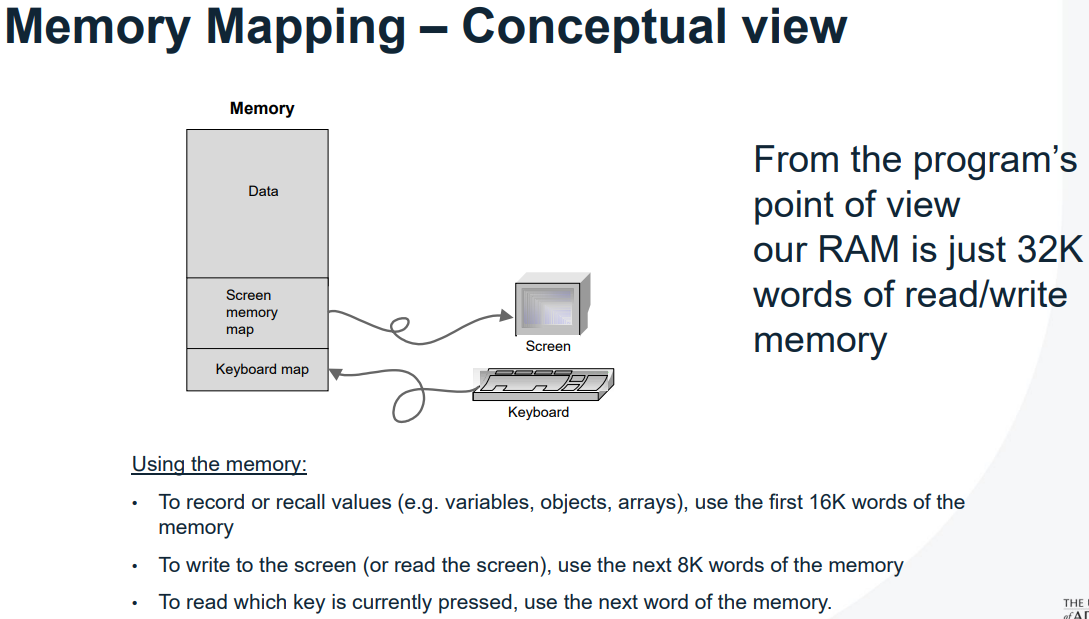 Memory Mapping – Conceptual view
Memory
Data
Screen
memory
map
Keyboard map
Screen
Keyboard
From the program's
point of view
our RAM is just 32K
words of read/write
memory
Using the memory:
• To record or recall values (e.g. variables, objects, arrays), use the first 16K words of the
memory
• To write to the screen (or read the screen), use the next 8K words of the memory
• To read which key is currently pressed, use the next word of the memory.
THE
of